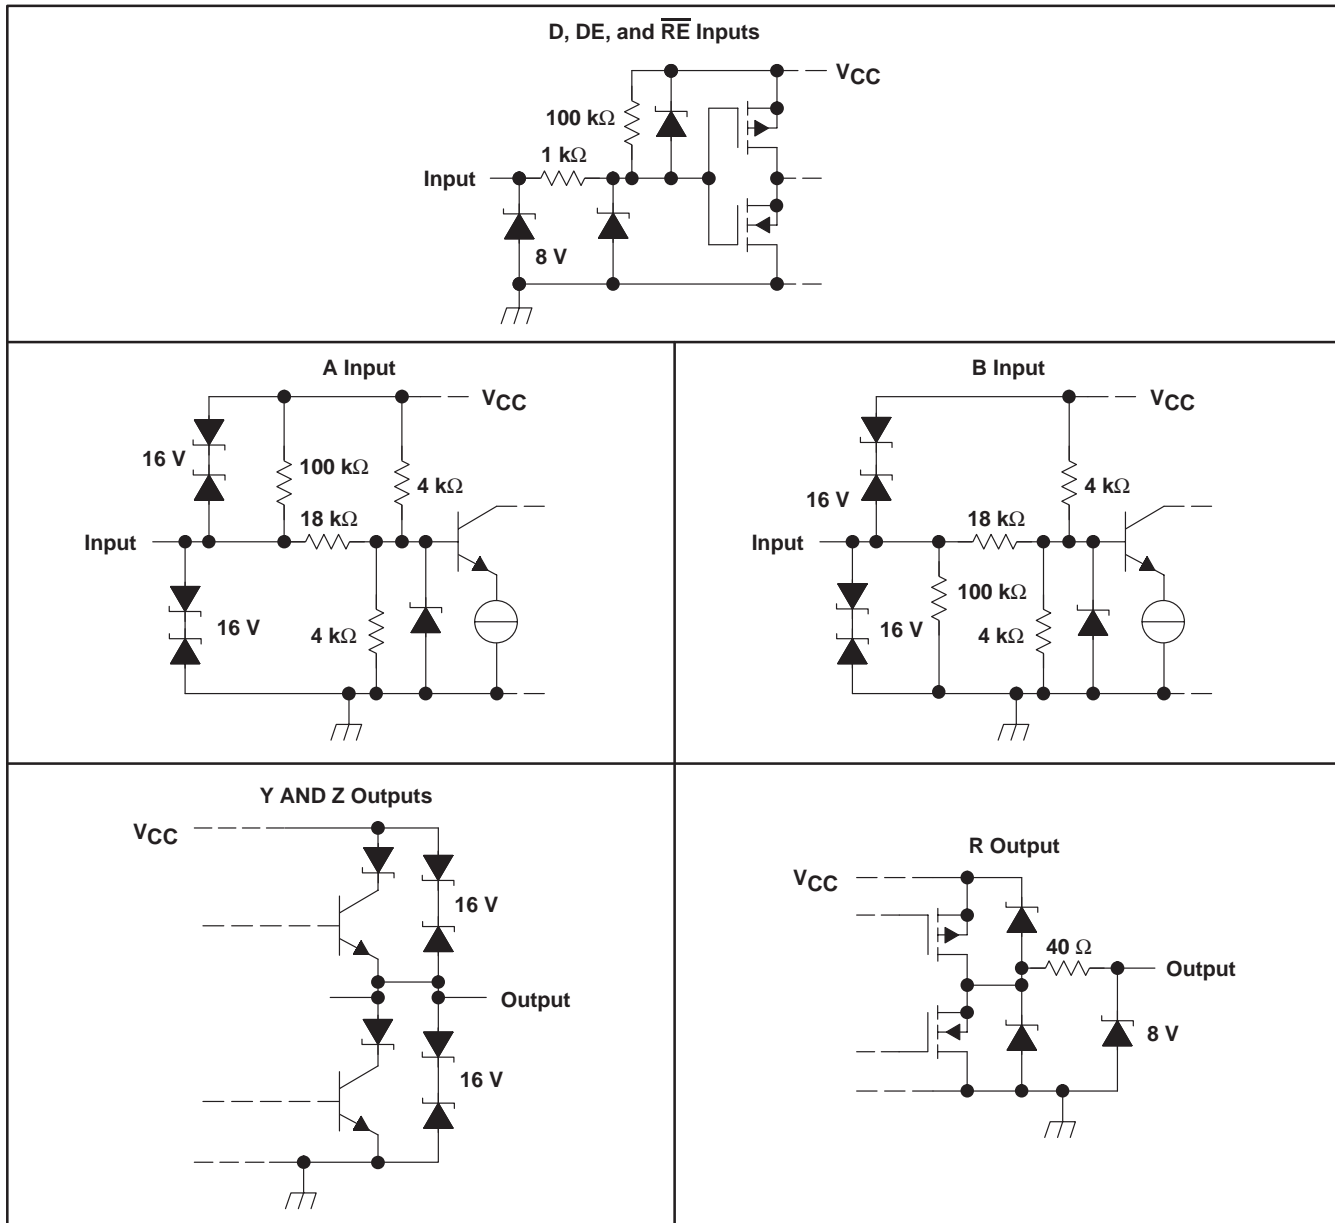 D, DE, and R̅E̅ Inputs
VCC
100 kΩ
1 kΩ
Input
8 V
A Input
VCC
16 V
100 kΩ
4 kΩ
18 kΩ
Input
16 V
4 kΩ
B Input
VCC
4 kΩ
16 V
18 kΩ
Input
100 kΩ
16 V
4 kΩ
Y AND Z Outputs
VCC
16 V
Output
16 V
R Output
VCC
40 Ω
Output
8 V